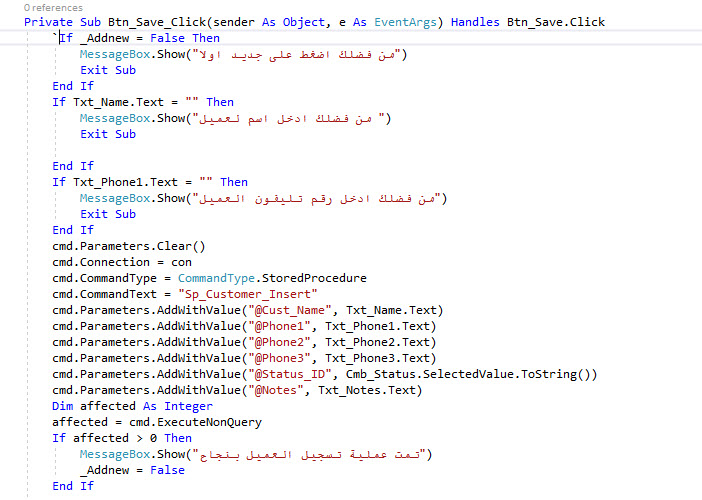 0 references
Private Sub Btn_Save_Click(sender As Object, e As EventArgs) Handles Btn_Save.Click
`If _Addnew = False Then
MessageBox.Show("من فضلك اضغط على جديد اولا")
Exit Sub
End If
If Txt_Name.Text = "" Then
MessageBox.Show("من فضلك ادخل اسم لعميل ")
Exit Sub
End If
If Txt_Phone1.Text = "" Then
MessageBox.Show("من فضلك ادخل رقم تليفون العميل")
Exit Sub
End If
cmd.Parameters.Clear()
cmd.Connection = con
cmd.CommandType = CommandType.StoredProcedure
cmd.CommandText = "Sp_Customer_Insert"
cmd.Parameters.AddWithValue("@Cust_Name", Txt_Name.Text)
cmd.Parameters.AddWithValue("@Phone1", Txt_Phone1.Text)
cmd.Parameters.AddWithValue("@Phone2", Txt_Phone2.Text)
cmd.Parameters.AddWithValue("@Phone3", Txt_Phone3.Text)
cmd.Parameters.AddWithValue("@Status_ID", Cmb_Status.SelectedValue.ToString())
cmd.Parameters.AddWithValue("@Notes", Txt_Notes.Text)
Dim affected As Integer
affected = cmd.ExecuteNonQuery
If affected > 0 Then
MessageBox.Show("تمت عملية تسجيل العميل بنجاح")
_Addnew = False
End If